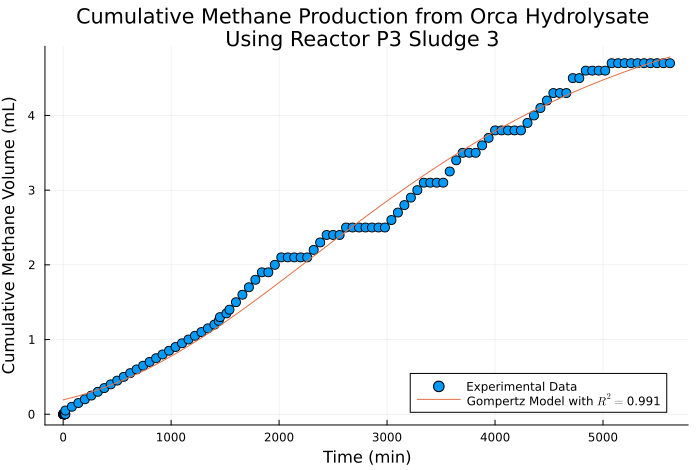 Cumulative Methane Production from Orca Hydrolysate
Using Reactor P3 Sludge 3
Cumulative Methane Volume (mL)
4
3
2
1
0
0 1000 2000 3000 4000 5000
Time (min)
Experimental Data
Gompertz Model with R² = 0.991